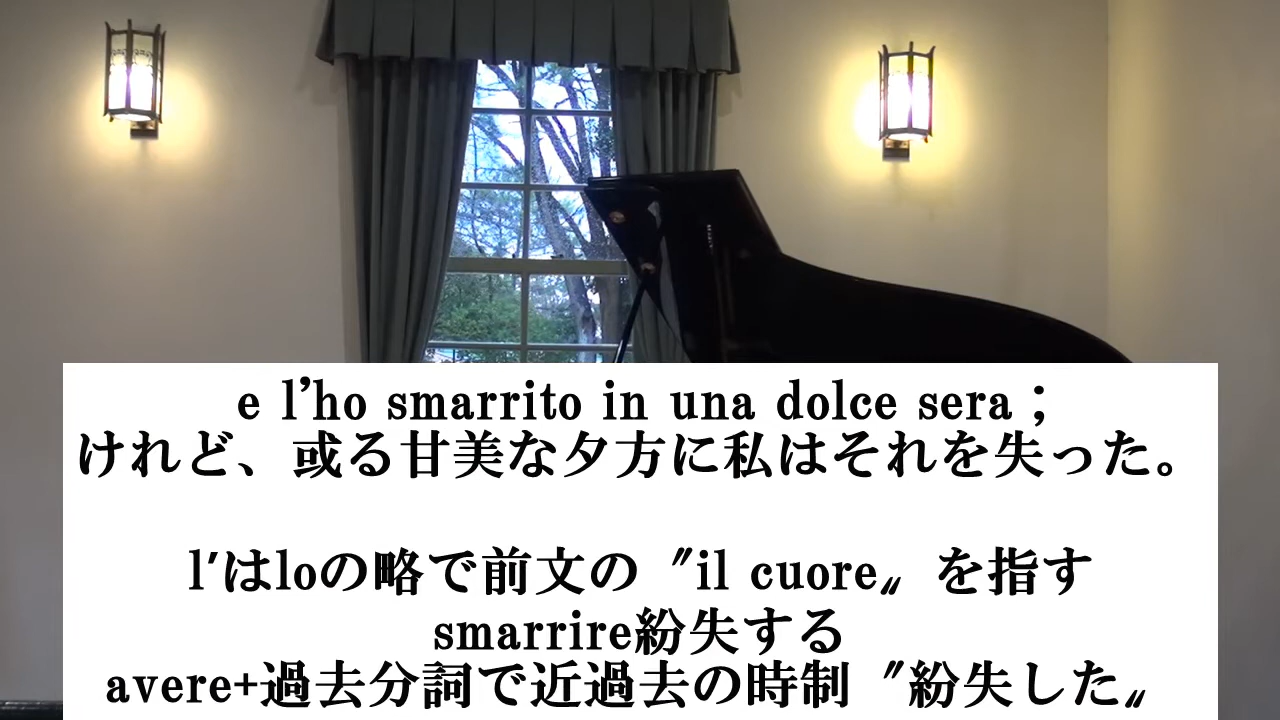 e l’ho smarrito in una dolce sera ;
けれど、或る甘美な夕方に私はそれを失った。
l′はloの略で前文の〞il cuore〟を指す
smarrire紛失する
avere+過去分詞で近過去の時制〞紛失した〟